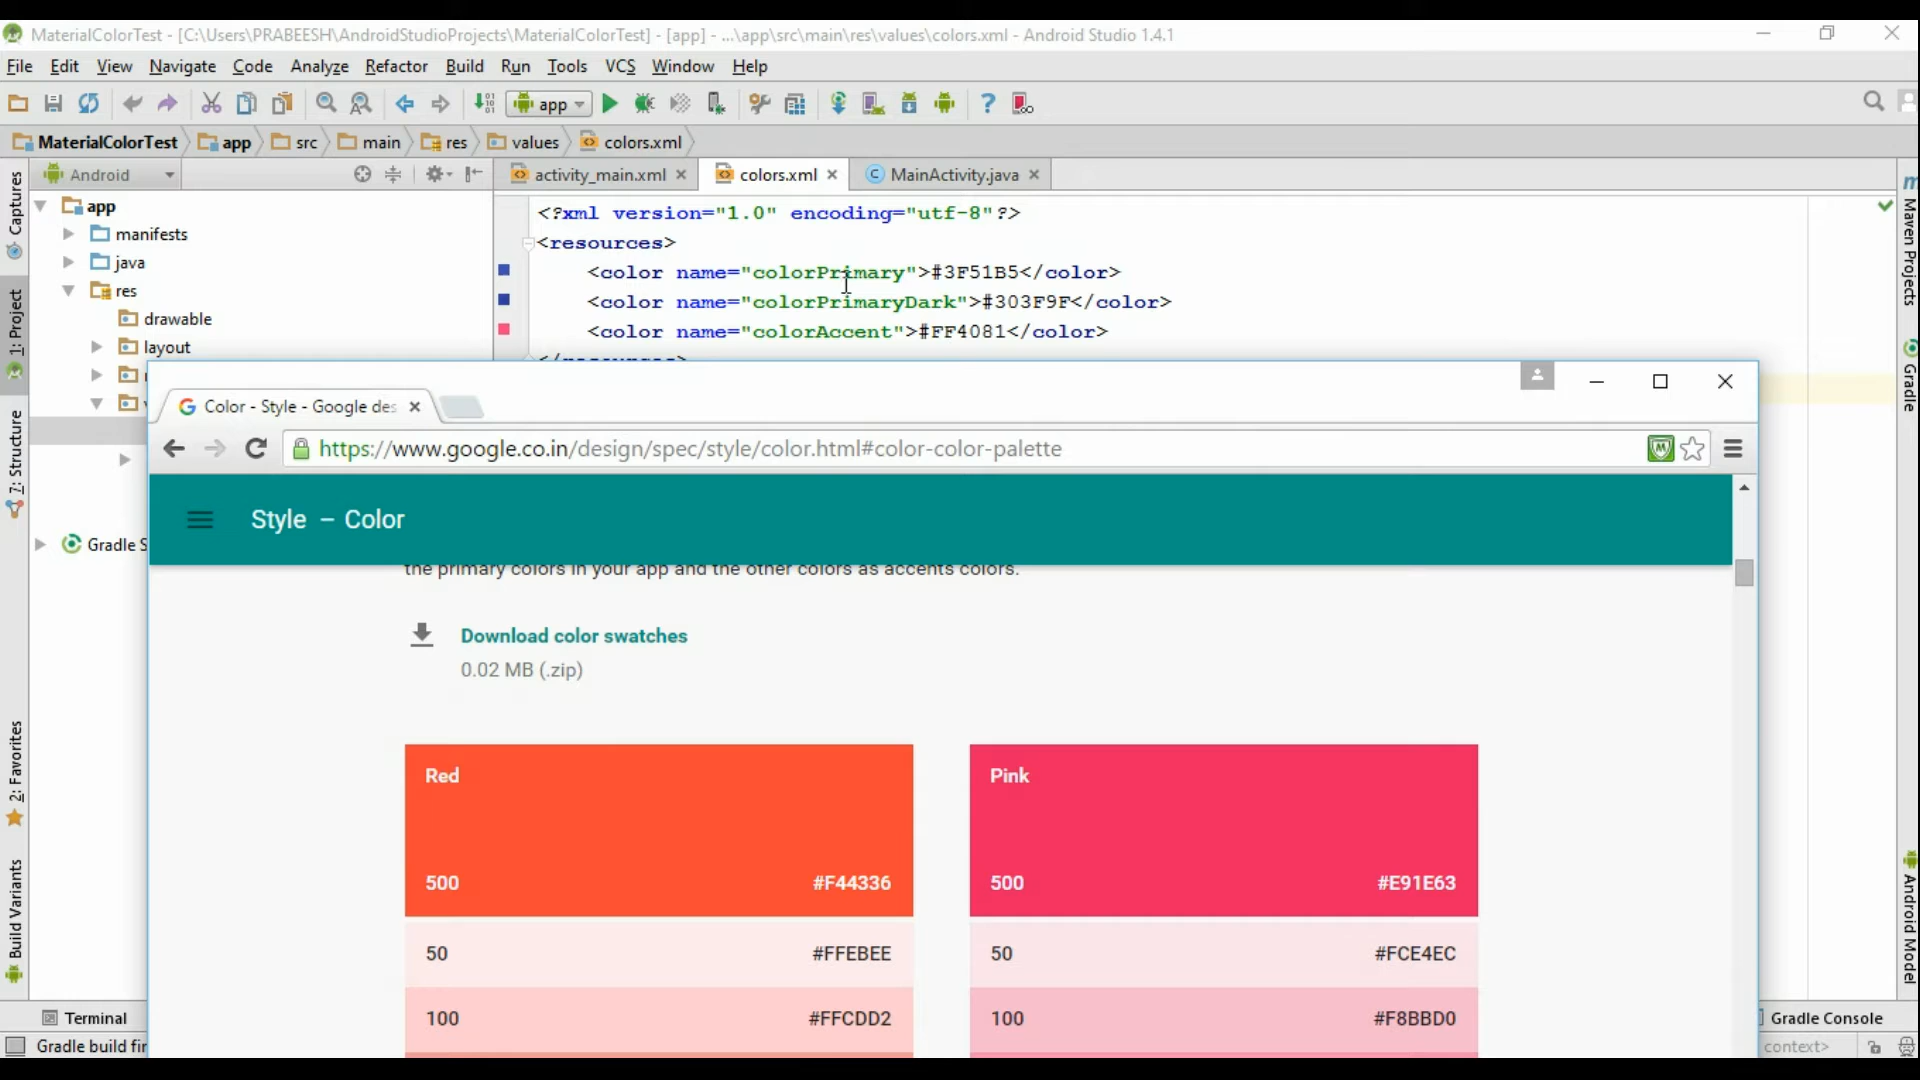 MaterialColorTest - [C:\Users\PRABEESH\AndroidStudioProjects\MaterialColorTest] - [app] - ...\app\src\main\res\values\colors.xml - Android Studio 1.4.1
File Edit View Navigate Code Analyze Refactor Build Run Tools VCS Window Help
app
MaterialColorTest app src main res values colors.xml
Android
activity_main.xml colors.xml MainActivity.java
app
manifests
java
res
drawable
layout
Gradle S
<?xml version="1.0" encoding="utf-8"?>
<resources>
<color name="colorPrimary">#3F51B5</color>
<color name="colorPrimaryDark">#303F9F</color>
<color name="colorAccent">#FF4081</color>
</resources>
Captures
1: Project
7: Structure
2: Favorites
Build Variants
Maven Projects
Gradle
Android Model
Color - Style - Google des
https://www.google.co.in/design/spec/style/color.html#color-color-palette
Style – Color
the primary colors in your app and the other colors as accents colors.
Download color swatches
0.02 MB (.zip)
Red
500 #F44336
50 #FFEBEE
100 #FFCDD2
Pink
500 #E91E63
50 #FCE4EC
100 #F8BBD0
Terminal
Gradle Console
Gradle build fin
context>